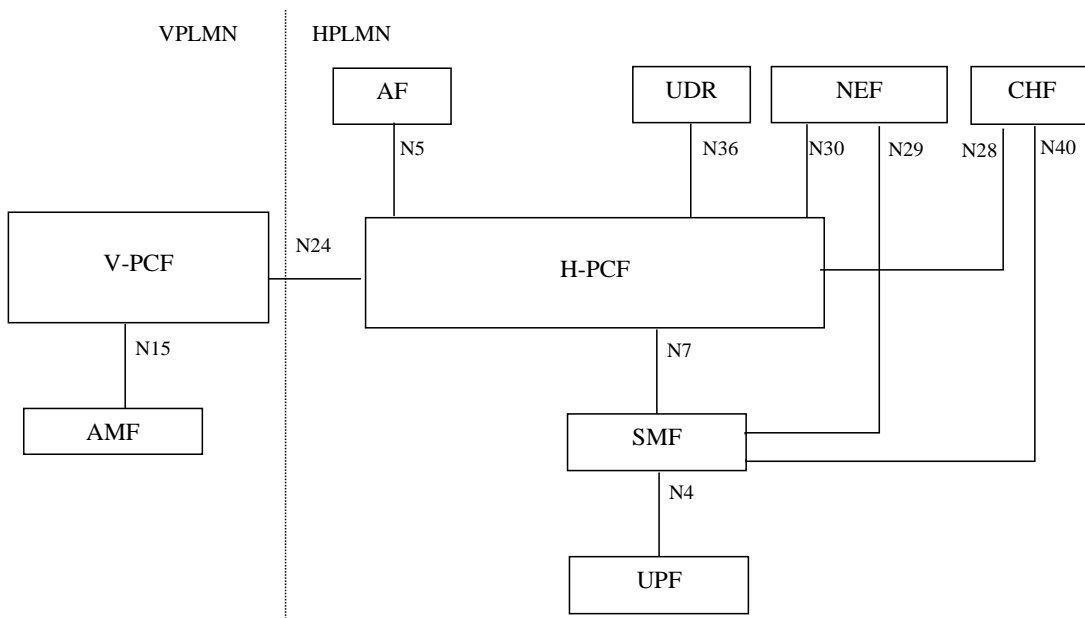 VPLMN
HPLMN
AF
UDR
NEF
CHF
N5
N36
N30
N29
N28
N40
V-PCF
N24
H-PCF
N15
N7
AMF
SMF
N4
UPF